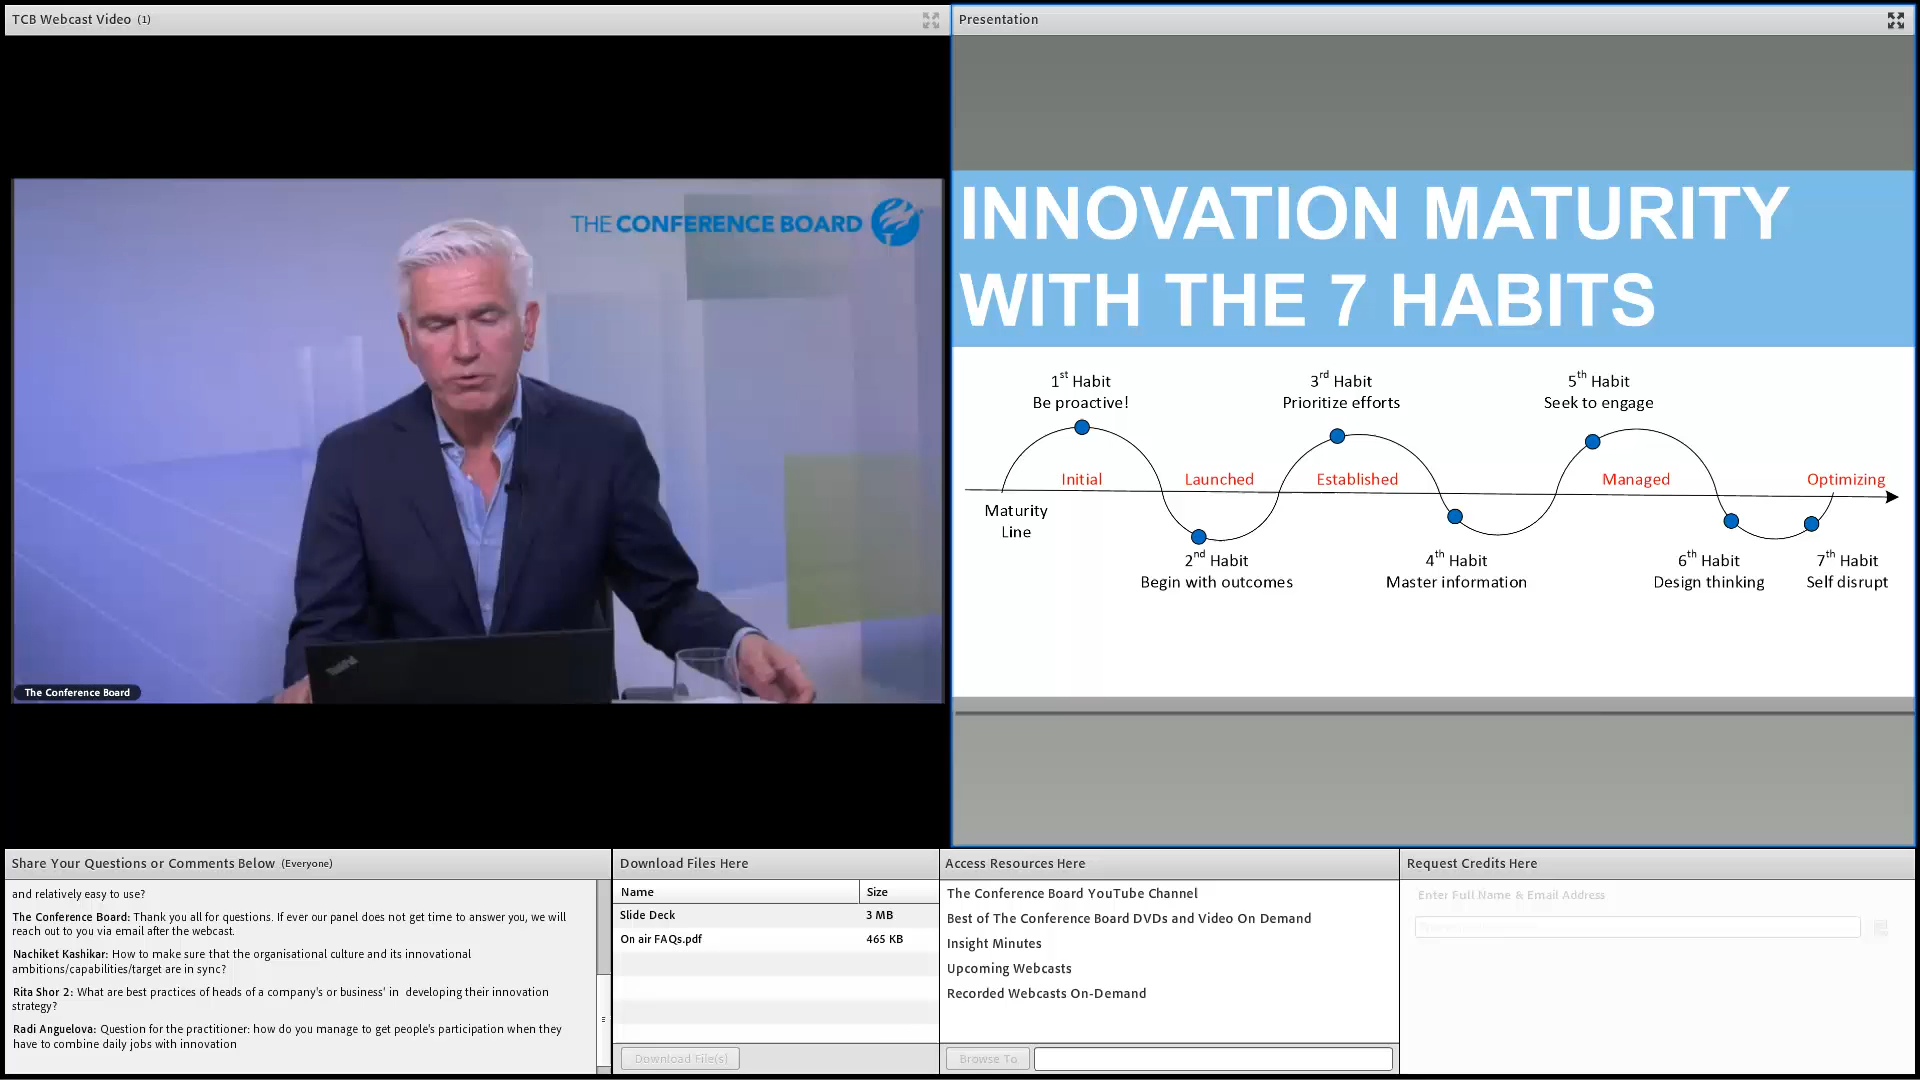 TCB Webcast Video (1)
THE CONFERENCE BOARD
ThinkPad
The Conference Board
Presentation
INNOVATION MATURITY
WITH THE 7 HABITS
1st Habit
Be proactive!
3rd Habit
Prioritize efforts
5th Habit
Seek to engage
Initial
Launched
Established
Managed
Optimizing
Maturity
Line
2nd Habit
Begin with outcomes
4th Habit
Master information
6th Habit
Design thinking
7th Habit
Self disrupt
Share Your Questions or Comments Below (Everyone)
and relatively easy to use?
The Conference Board: Thank you all for questions. If ever our panel does not get time to answer you, we will
reach out to you via email after the webcast.
Nachiket Kashikar: How to make sure that the organisational culture and its innovational
ambitions/capabilities/target are in sync?
Rita Shor 2: What are best practices of heads of a company's or business' in developing their innovation
strategy?
Radi Anguelova: Question for the practitioner: how do you manage to get people's participation when they
have to combine daily jobs with innovation
Download Files Here
Name Size
Slide Deck 3 MB
On air FAQs.pdf 465 KB
Download File(s)
Access Resources Here
The Conference Board YouTube Channel
Best of The Conference Board DVDs and Video On Demand
Insight Minutes
Upcoming Webcasts
Recorded Webcasts On-Demand
Browse To
Request Credits Here
Enter Full Name & Email Address